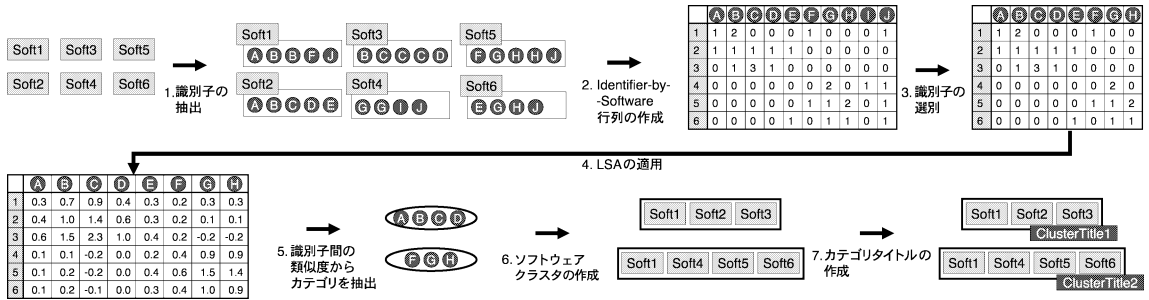 Soft1 Soft3 Soft5
Soft2 Soft4 Soft6
1.識別子の
抽出
Soft1 Soft3 Soft5
A B B F J B C C C D F G H H J
Soft2 Soft4 Soft6
A B C D E G G I J E G H J
2. Identifier-by-
-Software
行列の作成
A B C D E F G H I J
1 1 2 0 0 0 1 0 0 0 1
2 1 1 1 1 1 0 0 0 0 0
3 0 1 3 1 0 0 0 0 0 0
4 0 0 0 0 0 0 2 0 1 1
5 0 0 0 0 0 1 1 2 0 1
6 0 0 0 0 1 0 1 1 0 1
3. 識別子の
選別
A B C D E F G H
1 1 2 0 0 0 1 0 0
2 1 1 1 1 1 0 0 0
3 0 1 3 1 0 0 0 0
4 0 0 0 0 0 0 2 0
5 0 0 0 0 0 1 1 2
6 0 0 0 0 1 0 1 1
4. LSAの適用
A B C D E F G H
1 0.3 0.7 0.9 0.4 0.3 0.2 0.3 0.3
2 0.4 1.0 1.4 0.6 0.3 0.2 0.1 0.1
3 0.6 1.5 2.3 1.0 0.4 0.2 -0.2 -0.2
4 0.1 0.1 -0.2 0.0 0.2 0.4 0.9 0.9
5 0.1 0.2 -0.2 0.0 0.4 0.6 1.5 1.4
6 0.1 0.2 -0.1 0.0 0.3 0.4 1.0 0.9
5. 識別子間の
類似度から
カテゴリを抽出
A B C D
F G H
6. ソフトウェア
クラスタの作成
Soft1 Soft2 Soft3
Soft1 Soft4 Soft5 Soft6
7. カテゴリタイトルの
作成
Soft1 Soft2 Soft3
ClusterTitle1
Soft1 Soft4 Soft5 Soft6
ClusterTitle2